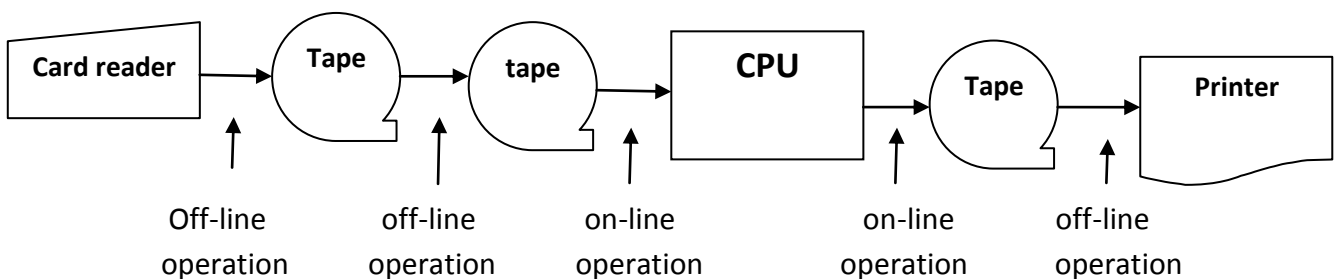 Card reader
Tape
tape
CPU
Tape
Printer
Off-line
operation
off-line
operation
on-line
operation
on-line
operation
off-line
operation